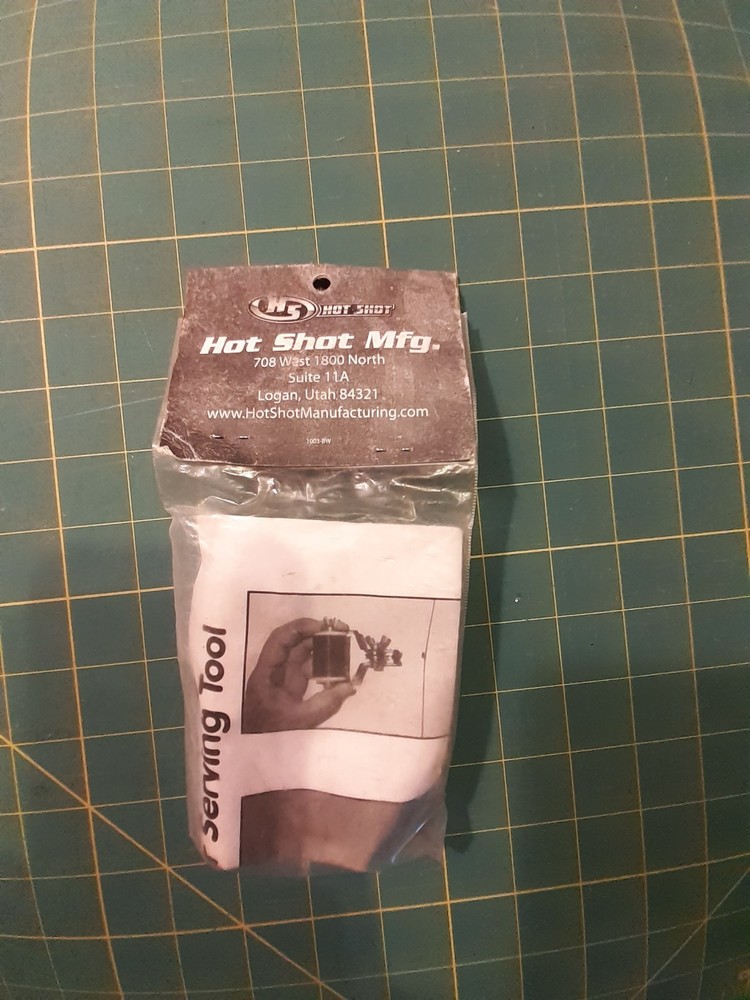 HS HOT SHOT
Hot Shot Mfg.
708 West 1800 North
Suite 11A
Logan, Utah 84321
www.HotShotManufacturing.com
1003-BW
Serving Tool